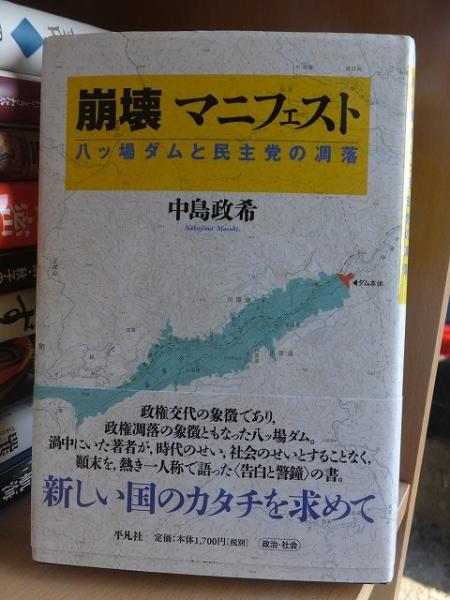 崩壊 マニフェスト
八ッ場ダムと民主党の凋落
中島政希
Nakajima Masaki
ダム本体
政権交代の象徴であり、
政権凋落の象徴ともなった八ッ場ダム。
渦中にいた著者が、時代のせい、社会のせいとすることなく、
顛末を、熱き一人称で語った〈告白と警鐘〉の書。
新しい国のカタチを求めて
平凡社 定価:本体1,700円[税別] 政治・社会